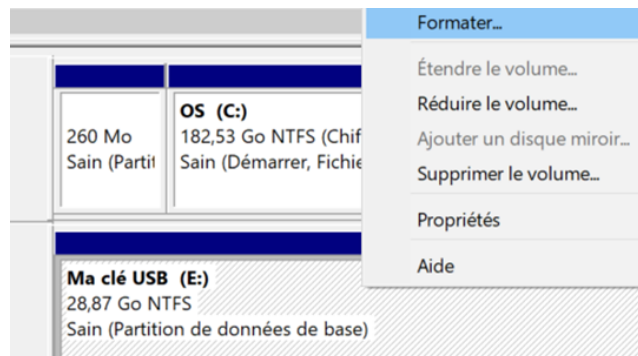 Formater...
Étendre le volume...
Réduire le volume...
Ajouter un disque miroir...
Supprimer le volume...
Propriétés
Aide
260 Mo
Sain (Partit
OS (C:)
182,53 Go NTFS (Chif
Sain (Démarrer, Fichie
Ma clé USB (E:)
28,87 Go NTFS
Sain (Partition de données de base)